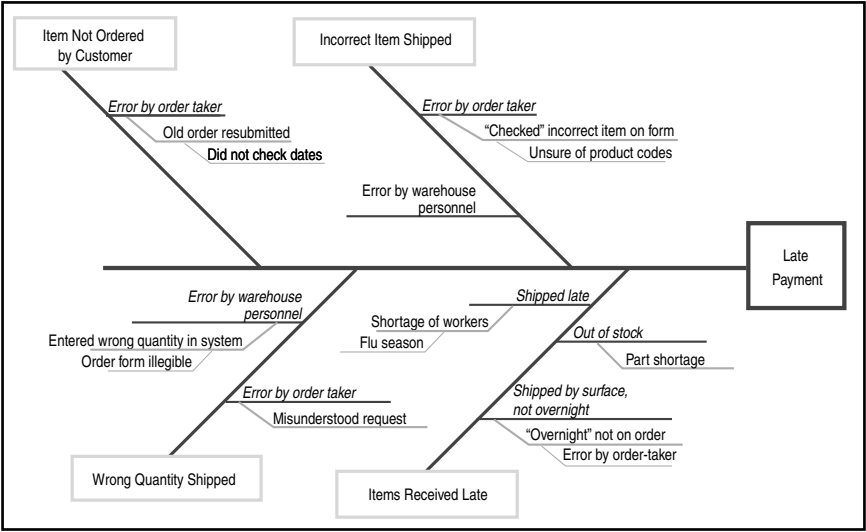 Item Not Ordered
by Customer
Incorrect Item Shipped
Error by order taker
Old order resubmitted
Did not check dates
Error by order taker
“Checked” incorrect item on form
Unsure of product codes
Error by warehouse
personnel
Late
Payment
Error by warehouse
personnel
Entered wrong quantity in system
Order form illegible
Error by order taker
Misunderstood request
Wrong Quantity Shipped
Shipped late
Shortage of workers
Flu season
Out of stock
Part shortage
Shipped by surface,
not overnight
“Overnight” not on order
Error by order-taker
Items Received Late